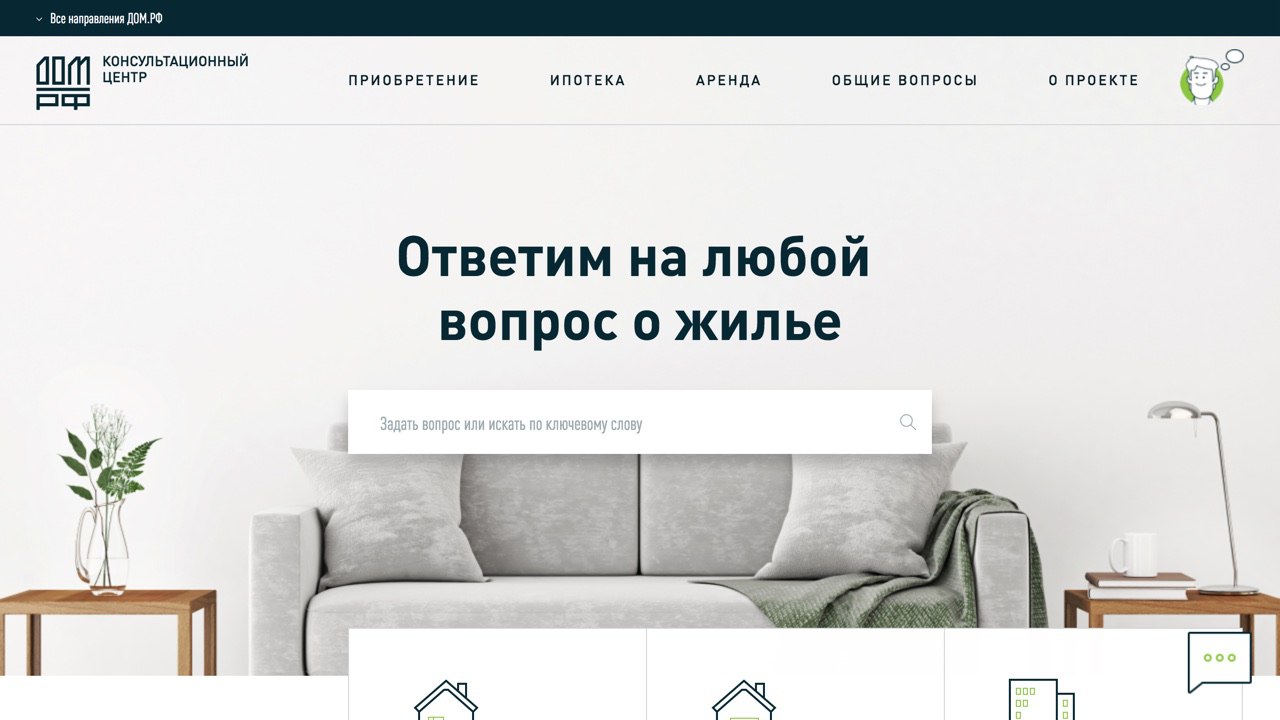 Все направления ДОМ.РФ
ДОМ
РФ
КОНСУЛЬТАЦИОННЫЙ
ЦЕНТР
ПРИОБРЕТЕНИЕ
ИПОТЕКА
АРЕНДА
ОБЩИЕ ВОПРОСЫ
О ПРОЕКТЕ
Ответим на любой
вопрос о жилье
Задать вопрос или искать по ключевому слову